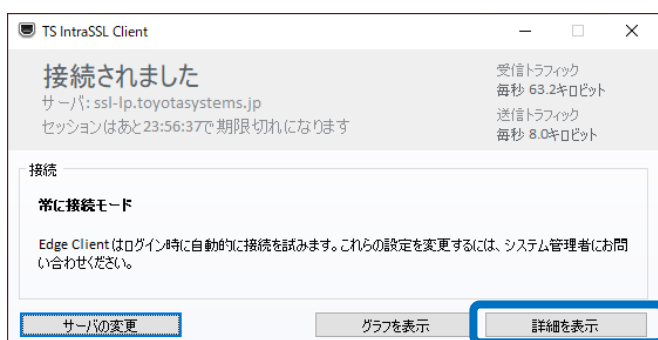 TS IntraSSL Client
接続されました
サーバ: ssl-lp.toyotasystems.jp
セッションはあと23:56:37で期限切れになります
受信トラフィック
毎秒 63.2キロビット
送信トラフィック
毎秒 8.0キロビット
接続
常に接続モード
Edge Clientはログイン時に自動的に接続を試みます。これらの設定を変更するには、システム管理者にお問
い合わせください。
サーバの変更
グラフを表示
詳細を表示